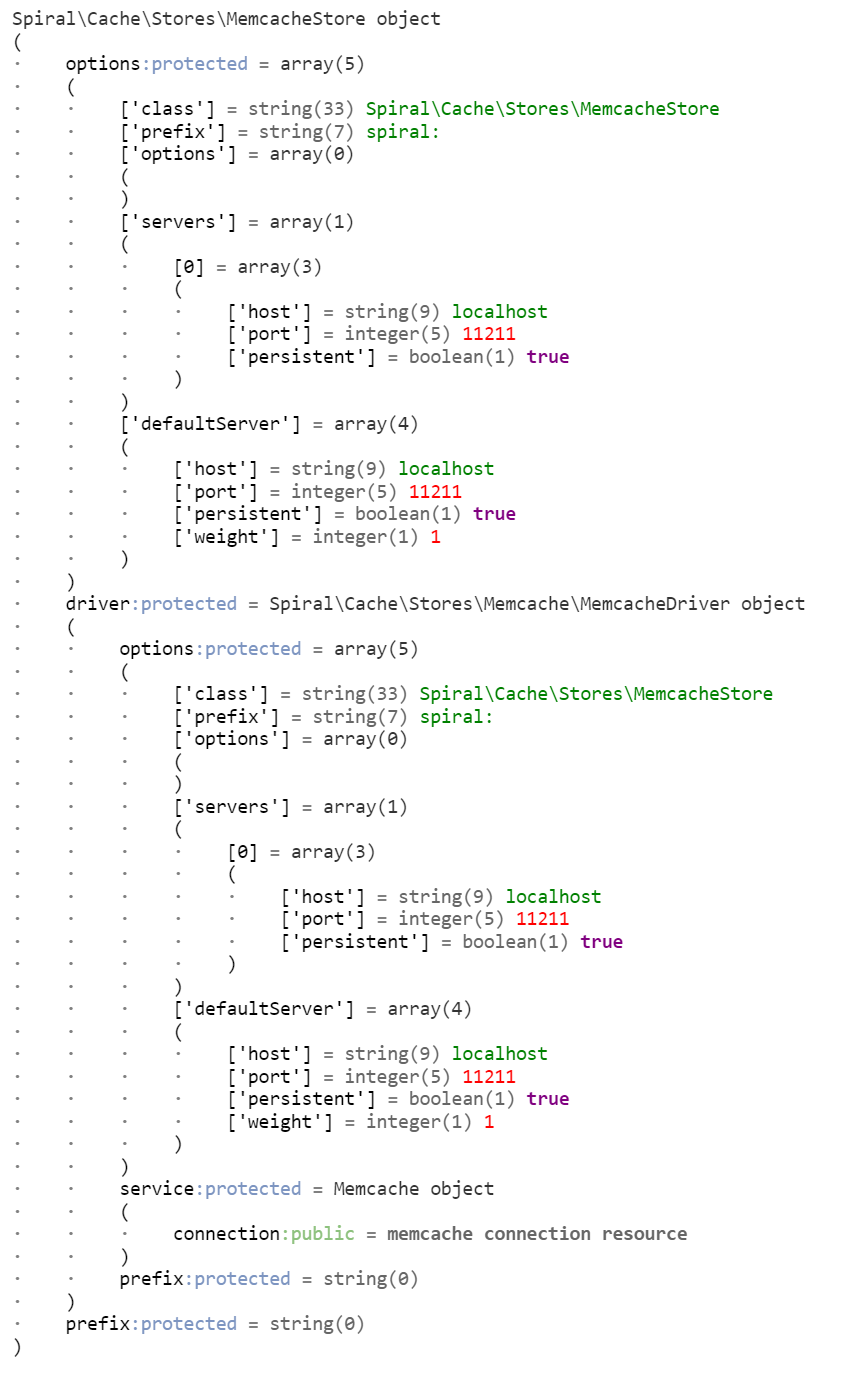 Spiral\Cache\Stores\MemcacheStore object
(
·    options:protected = array(5)
·    (
·    ·    ['class'] = string(33) Spiral\Cache\Stores\MemcacheStore
·    ·    ['prefix'] = string(7) spiral:
·    ·    ['options'] = array(0)
·    ·    (
·    ·    )
·    ·    ['servers'] = array(1)
·    ·    (
·    ·    ·    [0] = array(3)
·    ·    ·    (
·    ·    ·    ·    ['host'] = string(9) localhost
·    ·    ·    ·    ['port'] = integer(5) 11211
·    ·    ·    ·    ['persistent'] = boolean(1) true
·    ·    ·    )
·    ·    )
·    ·    ['defaultServer'] = array(4)
·    ·    (
·    ·    ·    ['host'] = string(9) localhost
·    ·    ·    ['port'] = integer(5) 11211
·    ·    ·    ['persistent'] = boolean(1) true
·    ·    ·    ['weight'] = integer(1) 1
·    ·    )
·    )
·    driver:protected = Spiral\Cache\Stores\Memcache\MemcacheDriver object
·    (
·    ·    options:protected = array(5)
·    ·    (
·    ·    ·    ['class'] = string(33) Spiral\Cache\Stores\MemcacheStore
·    ·    ·    ['prefix'] = string(7) spiral:
·    ·    ·    ['options'] = array(0)
·    ·    ·    (
·    ·    ·    )
·    ·    ·    ['servers'] = array(1)
·    ·    ·    (
·    ·    ·    ·    [0] = array(3)
·    ·    ·    ·    (
·    ·    ·    ·    ·    ['host'] = string(9) localhost
·    ·    ·    ·    ·    ['port'] = integer(5) 11211
·    ·    ·    ·    ·    ['persistent'] = boolean(1) true
·    ·    ·    ·    )
·    ·    ·    )
·    ·    ·    ['defaultServer'] = array(4)
·    ·    ·    (
·    ·    ·    ·    ['host'] = string(9) localhost
·    ·    ·    ·    ['port'] = integer(5) 11211
·    ·    ·    ·    ['persistent'] = boolean(1) true
·    ·    ·    ·    ['weight'] = integer(1) 1
·    ·    ·    )
·    ·    )
·    ·    service:protected = Memcache object
·    ·    (
·    ·    ·    connection:public = memcache connection resource
·    ·    )
·    ·    prefix:protected = string(0)
·    )
·    prefix:protected = string(0)
)